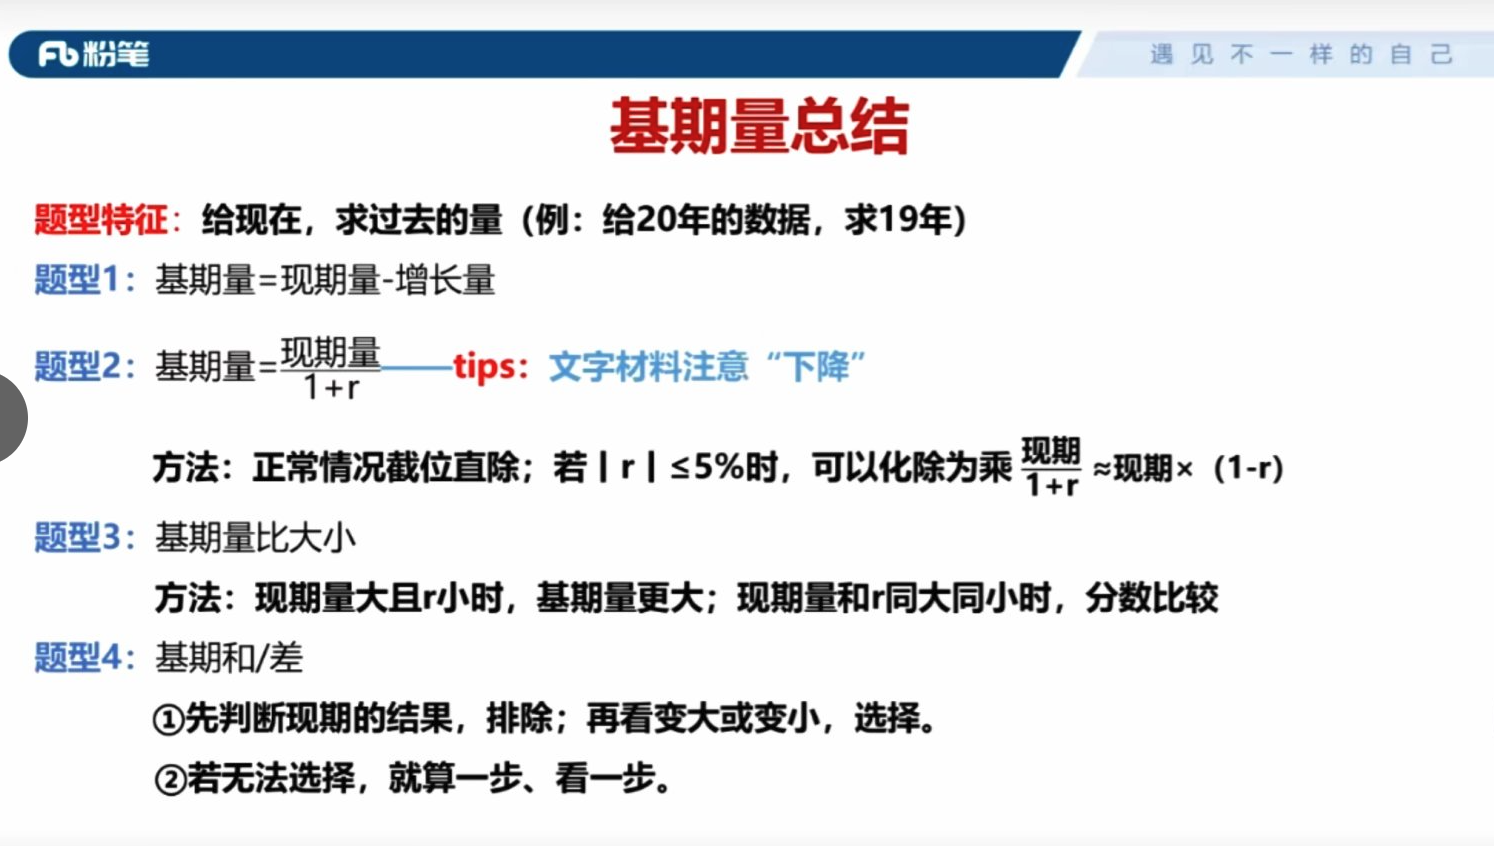 粉笔
遇见不一样的自己
基期量总结
题型特征：给现在，求过去的量（例：给20年的数据，求19年）
题型1：基期量=现期量-增长量
题型2：基期量=现期量/1+r——tips：文字材料注意“下降”
方法：正常情况截位直除；若|r|≤5%时，可以化除为乘 现期/1+r ≈现期×（1-r）
题型3：基期量比大小
方法：现期量大且r小时，基期量更大；现期量和r同大同小时，分数比较
题型4：基期和/差
①先判断现期的结果，排除；再看变大或变小，选择。
②若无法选择，就算一步、看一步。